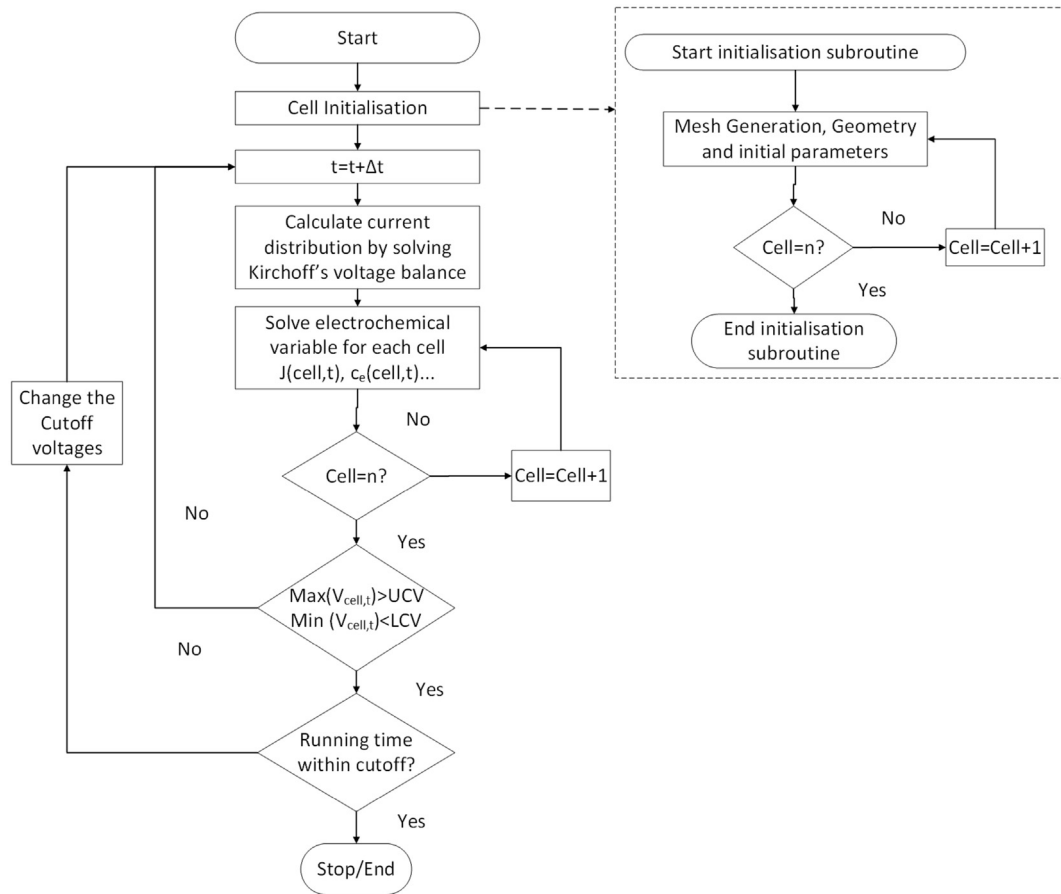 Start
Cell Initialisation
t=t+Δt
Calculate current
distribution by solving
Kirchoff's voltage balance
Solve electrochemical
variable for each cell
J(cell,t), cₑ(cell,t)...
No
Cell=n?
Cell=Cell+1
Yes
No
Max(V_cell,t)>UCV
Min (V_cell,t)<LCV
No
Yes
Running time
within cutoff?
Yes
Stop/End
Change the
Cutoff
voltages
Start initialisation subroutine
Mesh Generation, Geometry
and initial parameters
No
Cell=n?
Cell=Cell+1
Yes
End initialisation
subroutine